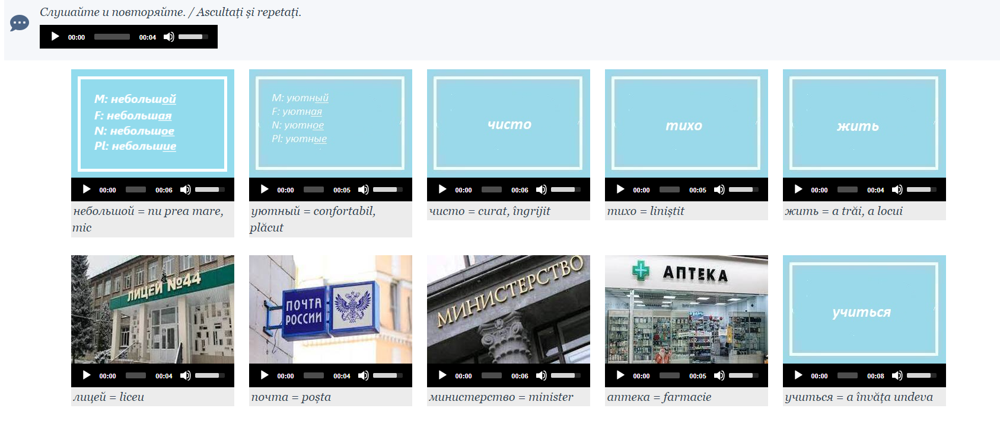 Слушайте и повторяйте. / Ascultați și repetați.
00:00 00:04
M: небольшой
F: небольшая
N: небольшое
Pl: небольшие
00:00 00:06
небольшой = nu prea mare,
mic
M: уютный
F: уютная
N: уютное
Pl: уютные
00:00 00:05
уютный = confortabil,
plăcut
чисто
00:00 00:06
чисто = curat, îngrijit
тихо
00:00 00:05
тихо = liniștit
жить
00:00 00:04
жить = a trăi, a locui
ЛИЦЕЙ №44
00:00 00:04
лицей = liceu
ПОЧТА
РОССИИ
00:00 00:04
почта = poșta
МИНИСТЕРСТВО
00:00 00:06
министерство = minister
АПТЕКА
00:00 00:05
аптека = farmacie
учиться
00:00 00:08
учиться = a învăța undeva